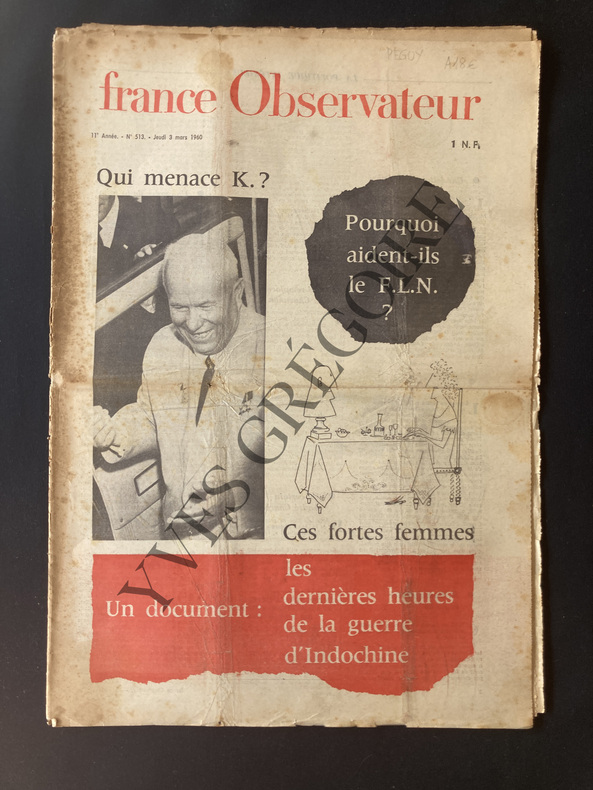 PEGUY
france Observateur
11e Année. - N° 513. - Jeudi 3 mars 1960
1 N. F.
Qui menace K. ?
Pourquoi
aident-ils
le F.L.N.
?
Ces fortes femmes
Un document :
les
dernières heures
de la guerre
d'Indochine
YVES GRÉGOIRE